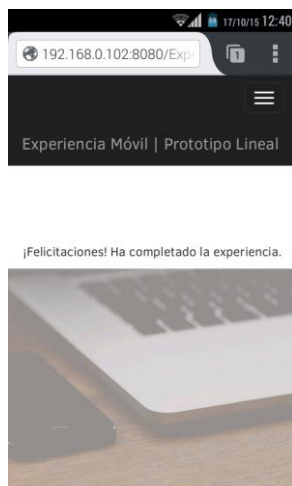 17/10/15 12:40
192.168.0.102:8080/Exp
1
Experiencia Móvil | Prototipo Lineal
¡Felicitaciones! Ha completado la experiencia.